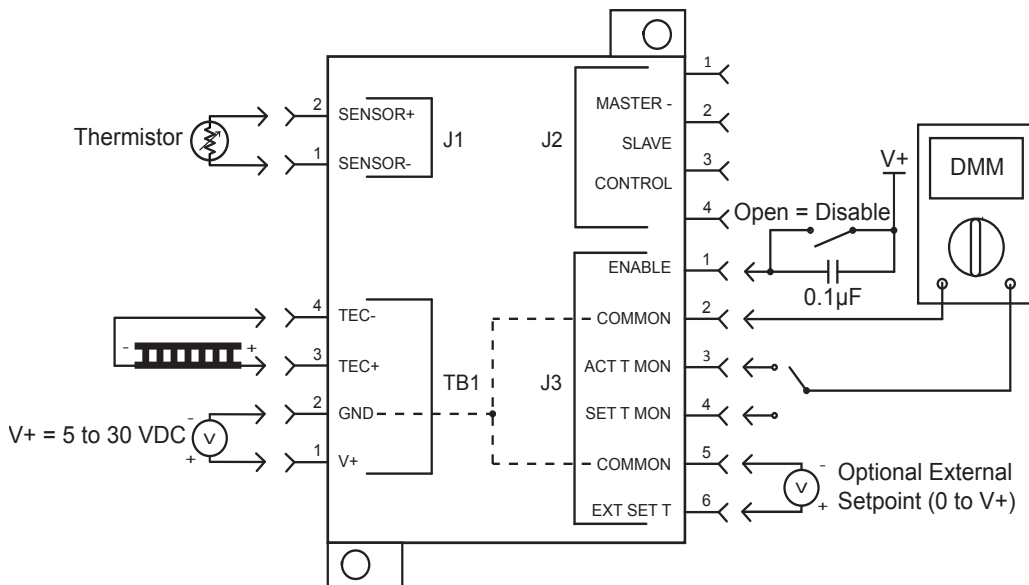 Thermistor
2 SENSOR+
1 SENSOR-
J1
J2
1
MASTER -
2
SLAVE
3
CONTROL
4
V+
DMM
Open = Disable
0.1µF
ENABLE 1
COMMON 2
ACT T MON 3
SET T MON 4
COMMON 5
EXT SET T 6
J3
4 TEC-
3 TEC+
2 GND
1 V+
TB1
- +
V+ = 5 to 30 VDC
-
V
+
-
V
+
Optional External
Setpoint (0 to V+)